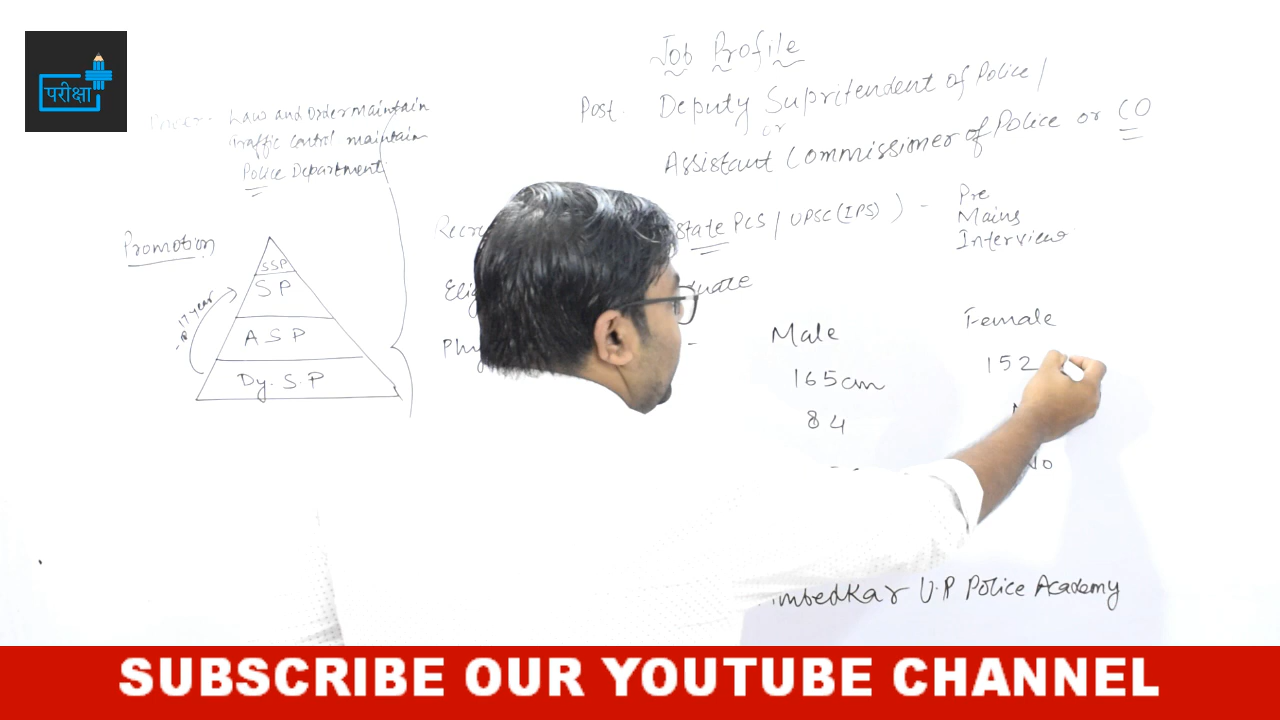 परीक्षा
Job Profile
Post. Deputy Supritendent of Police /
or
Assistant Commissioner of Police or CO
Power - Law and Order Maintain
Traffic control maintain
Police Department
State PCS / UPSC (IPS) ) - Pre
Mains
Interview
Promotion
SSP
SP
ASP
Dy. S. P
17 year
Male
Female
165cm
152
84
No
U.P Police Academy
SUBSCRIBE OUR YOUTUBE CHANNEL